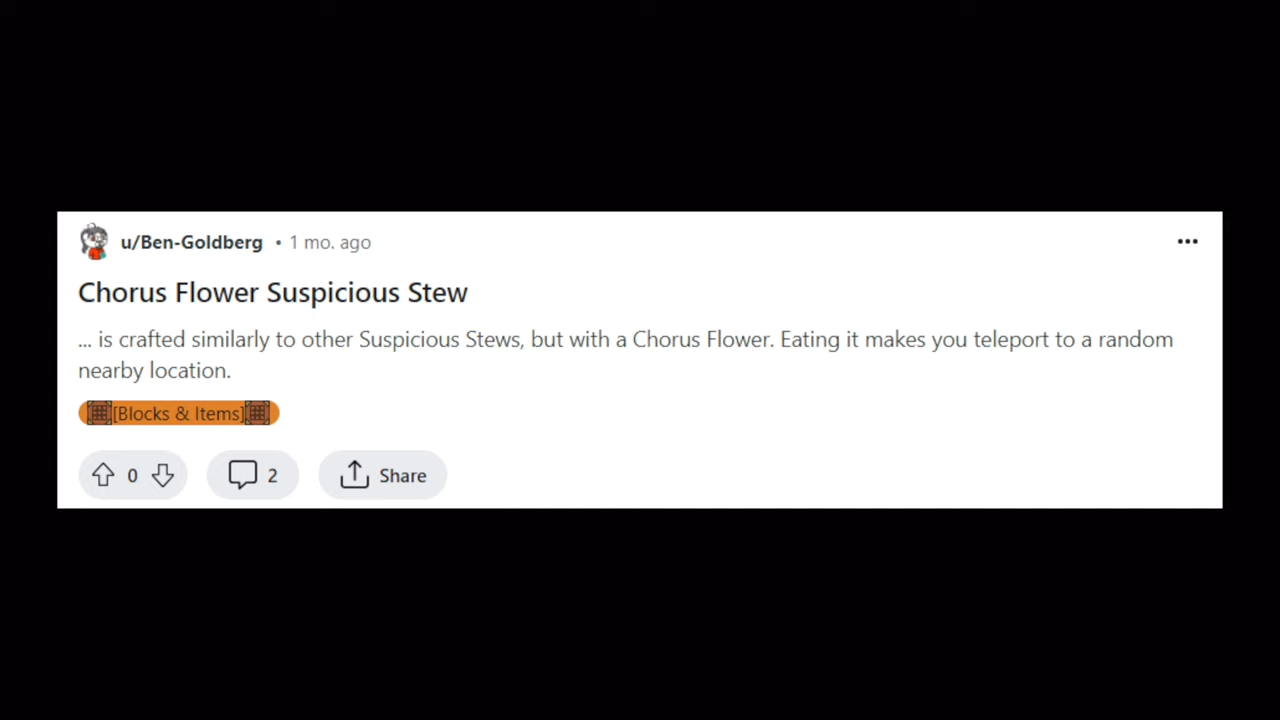 u/Ben-Goldberg • 1 mo. ago
Chorus Flower Suspicious Stew
... is crafted similarly to other Suspicious Stews, but with a Chorus Flower. Eating it makes you teleport to a random
nearby location.
[Blocks & Items]
0 2 Share